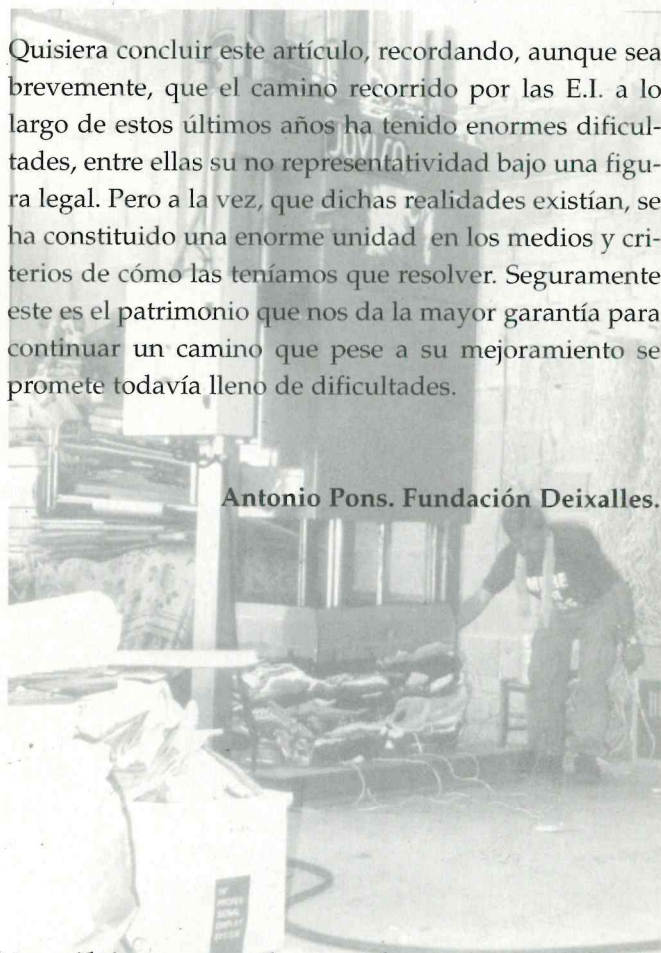 Quisiera concluir este artículo, recordando, aunque sea
brevemente, que el camino recorrido por las E.I. a lo
largo de estos últimos años ha tenido enormes dificul-
tades, entre ellas su no representatividad bajo una figu-
ra legal. Pero a la vez, que dichas realidades existían, se
ha constituido una enorme unidad en los medios y cri-
terios de cómo las teníamos que resolver. Seguramente
este es el patrimonio que nos da la mayor garantía para
continuar un camino que pese a su mejoramiento se
promete todavía lleno de dificultades.
Antonio Pons. Fundación Deixalles.